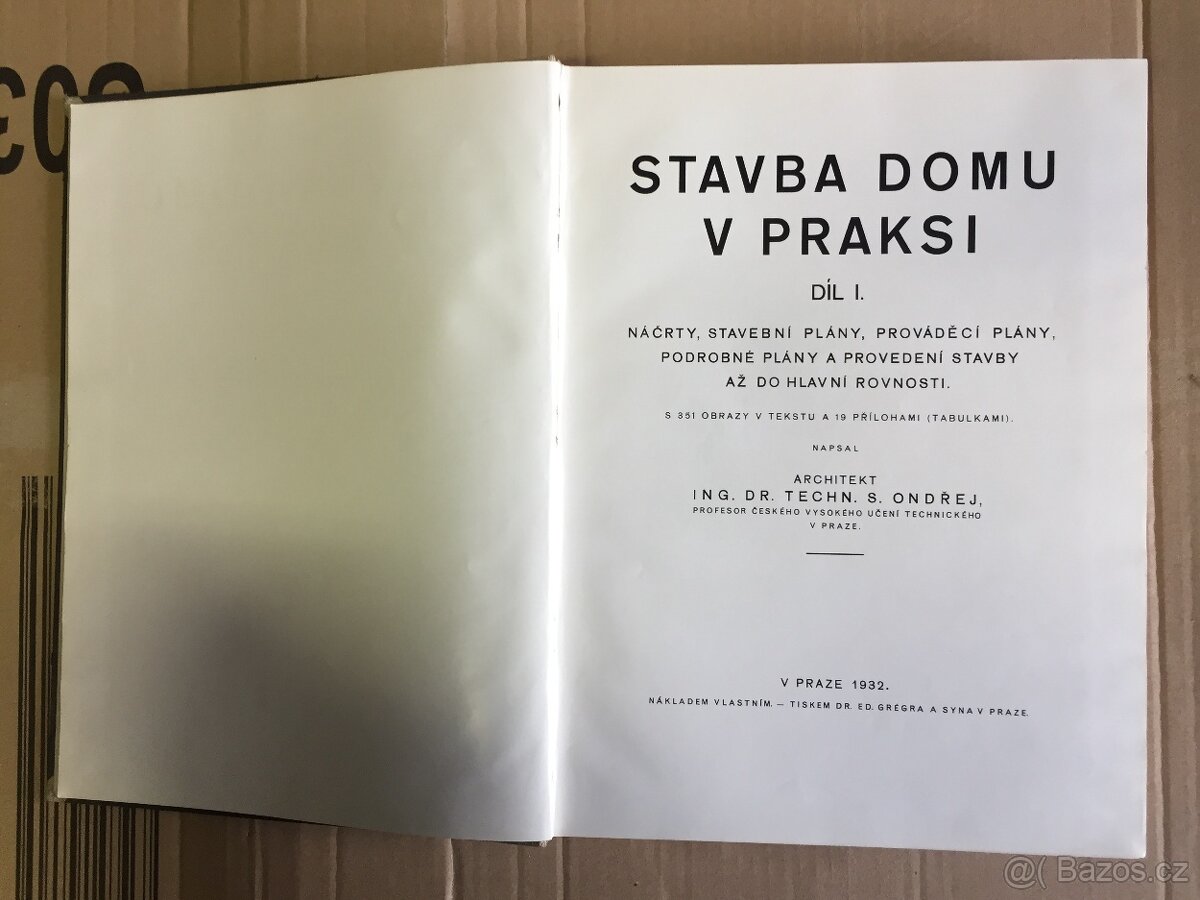 STAVBA DOMU
V PRAKSI
DÍL I.
NÁČRTY, STAVEBNÍ PLÁNY, PROVÁDĚCÍ PLÁNY,
PODROBNÉ PLÁNY A PROVEDENÍ STAVBY
AŽ DO HLAVNÍ ROVNOSTI.
S 351 OBRAZY V TEKSTU A 19 PŘÍLOHAMI (TABULKAMI).
NAPSAL
ARCHITEKT
ING. DR. TECHN. S. ONDŘEJ,
PROFESOR ČESKÉHO VYSOKÉHO UČENÍ TECHNICKÉHO
V PRAZE.
V PRAZE 1932.
NÁKLADEM VLASTNÍM. — TISKEM DR. ED. GRÉGRA A SYNA V PRAZE.
@( Bazos.cz